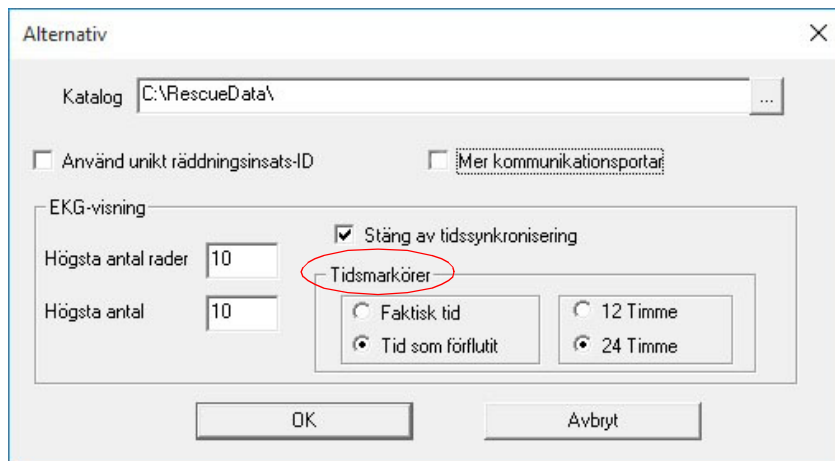 Alternativ
Katalog C:\RescueData\ ...
Använd unikt räddningsinsats-ID Mer kommunikationsportar
EKG-visning
Stäng av tidssynkronisering
Högsta antal rader 10
Tidsmarkörer
Högsta antal 10
Faktisk tid 12 Timme
Tid som förflutit 24 Timme
OK Avbryt